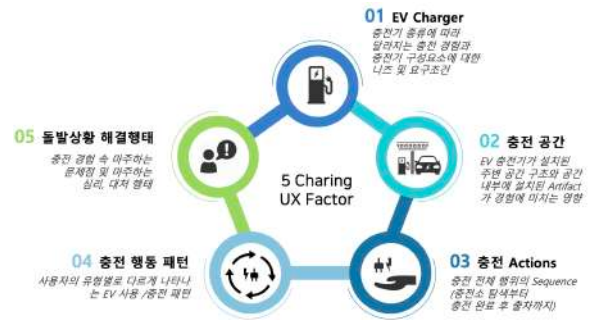 01 EV Charger
충전기 종류에 따라
달라지는 충전 경험과
충전기 구성요소에 대한
니즈 및 요구조건
02 충전 공간
EV 충전기가 설치된
주변 공간 구조와 공간
내부에 설치된 Artifact
가 경험에 미치는 영향
03 충전 Actions
충전 전체 행위의 Sequence
(충전소 탐색부터
충전 완료 후 출차까지)
04 충전 행동 패턴
사용자의 유형별로 다르게 나타나
는 EV 사용 /충전 패턴
05 돌발상황 해결행태
충전 경험 속 마주하는
문제점 및 마주하는
심리, 대처 행태
5 Charing
UX Factor